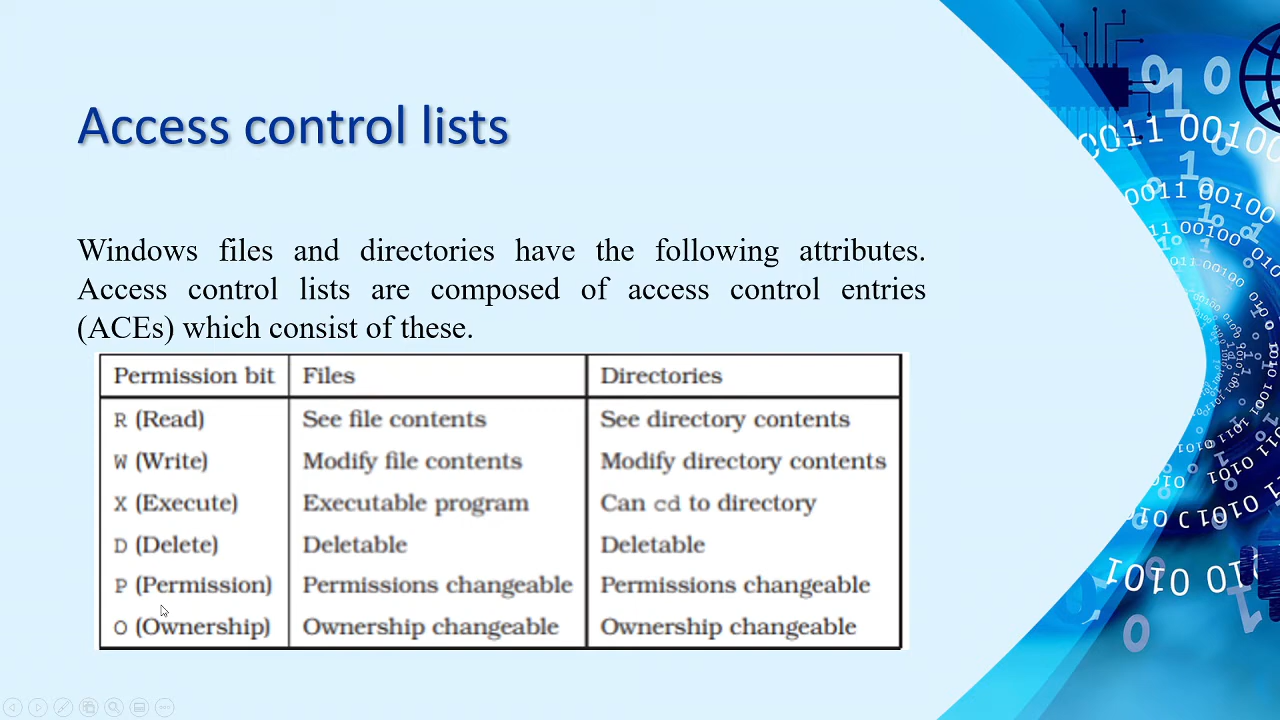 Access control lists
Windows files and directories have the following attributes.
Access control lists are composed of access control entries
(ACEs) which consist of these.
Permission bit Files Directories
R (Read) See file contents See directory contents
W (Write) Modify file contents Modify directory contents
X (Execute) Executable program Can cd to directory
D (Delete) Deletable Deletable
P (Permission) Permissions changeable Permissions changeable
O (Ownership) Ownership changeable Ownership changeable